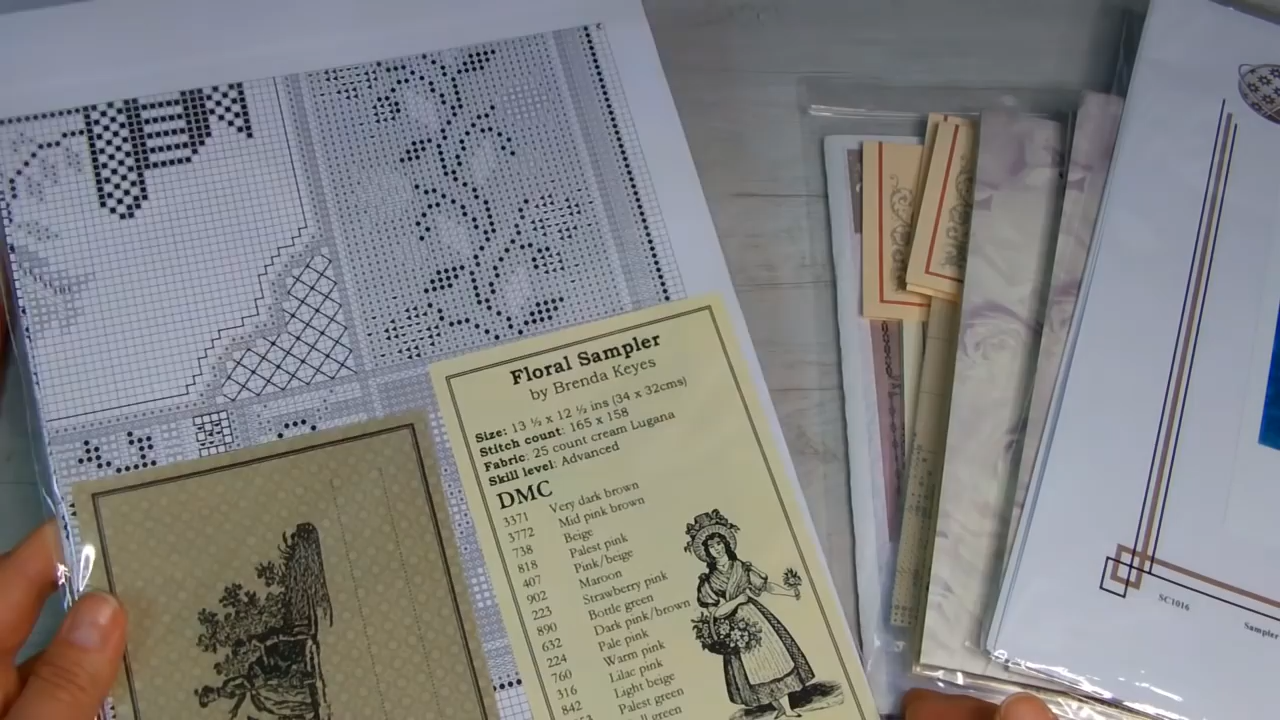 Floral Sampler
by Brenda Keyes
Size: 13 ½ x 12 ½ ins (34 x 32cms)
Stitch count: 165 x 158
Fabric: 25 count cream Lugana
Skill level: Advanced
DMC
3371 Very dark brown
3772 Mid pink brown
738 Beige
818 Palest pink
407 Pink/beige
902 Maroon
223 Strawberry pink
890 Bottle green
632 Dark pink/brown
224 Pale pink
760 Warm pink
316 Lilac pink
842 Light beige
Palest green
green
SC1016
Sampler